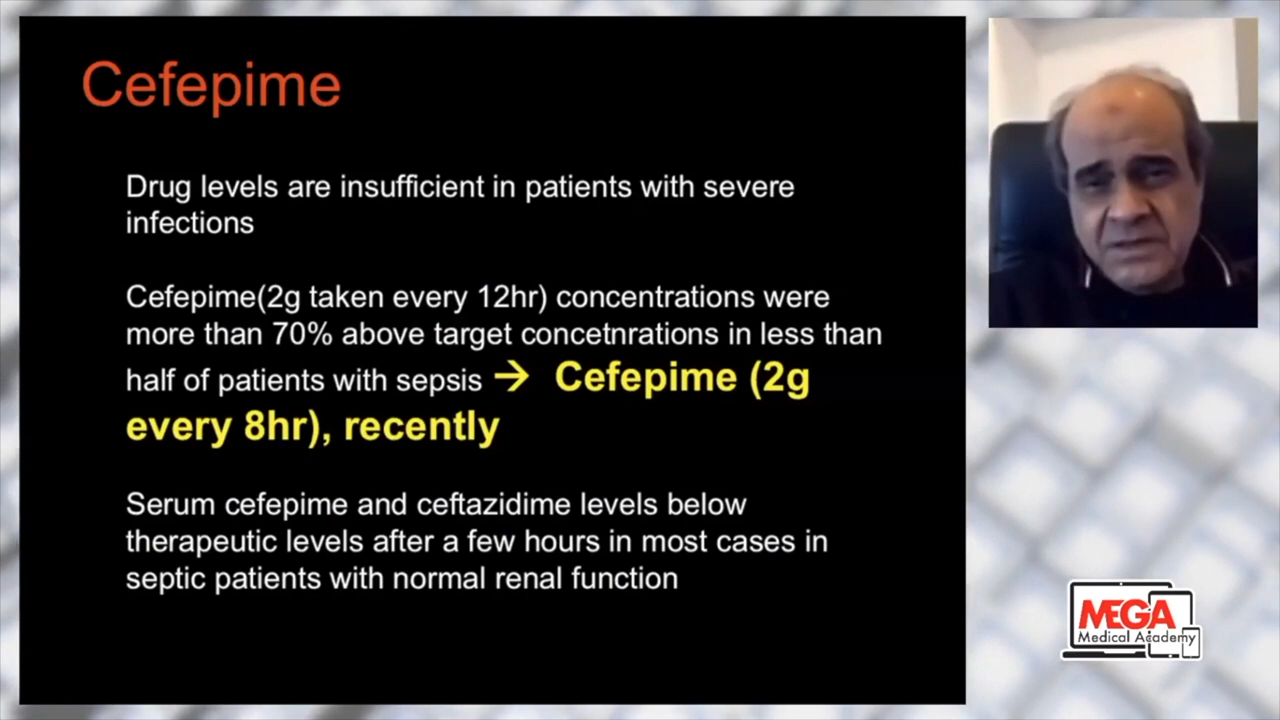 Cefepime
Drug levels are insufficient in patients with severe
infections
Cefepime(2g taken every 12hr) concentrations were
more than 70% above target concetnrations in less than
half of patients with sepsis → Cefepime (2g
every 8hr), recently
Serum cefepime and ceftazidime levels below
therapeutic levels after a few hours in most cases in
septic patients with normal renal function
MEGA
Medical Academy